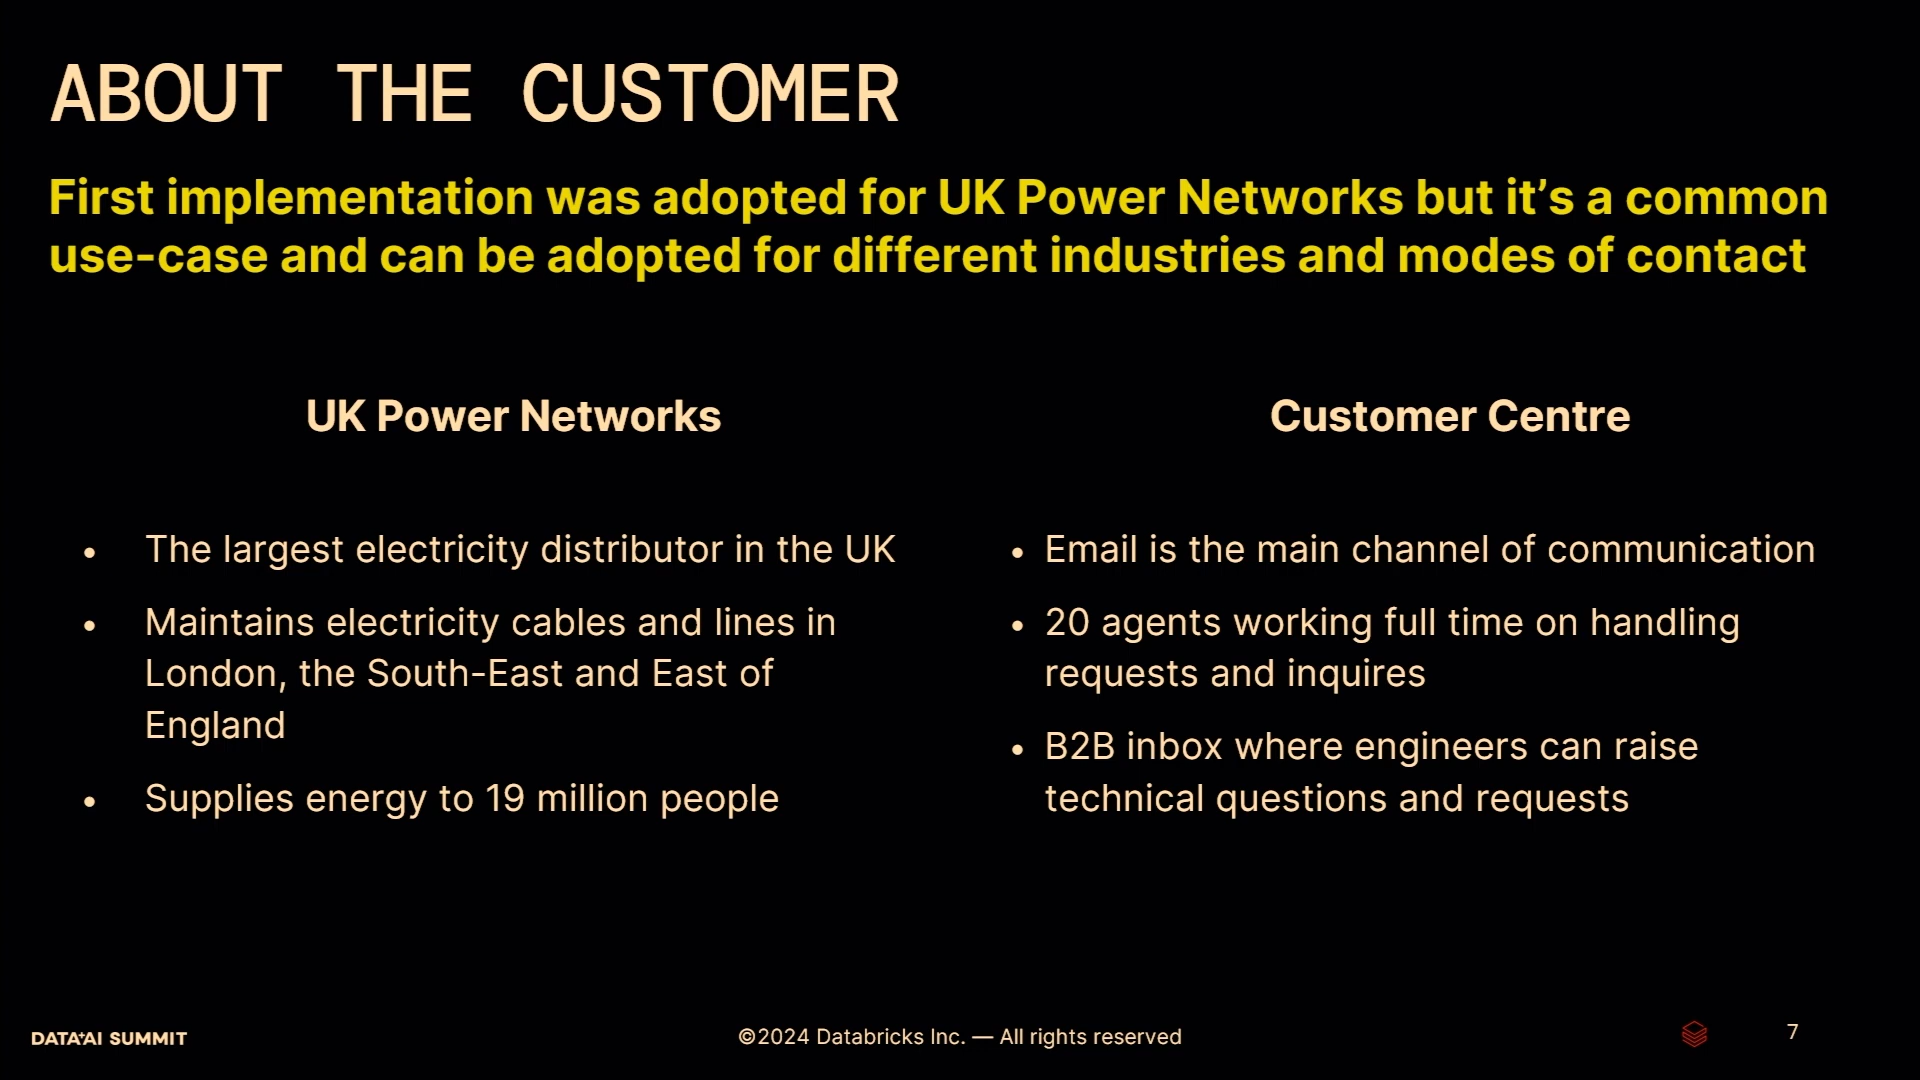 ABOUT THE CUSTOMER
First implementation was adopted for UK Power Networks but it’s a common
use-case and can be adopted for different industries and modes of contact
UK Power Networks
• The largest electricity distributor in the UK
• Maintains electricity cables and lines in
London, the South-East and East of
England
• Supplies energy to 19 million people
Customer Centre
• Email is the main channel of communication
• 20 agents working full time on handling
requests and inquires
• B2B inbox where engineers can raise
technical questions and requests
DATA+AI SUMMIT
©2024 Databricks Inc. — All rights reserved
7